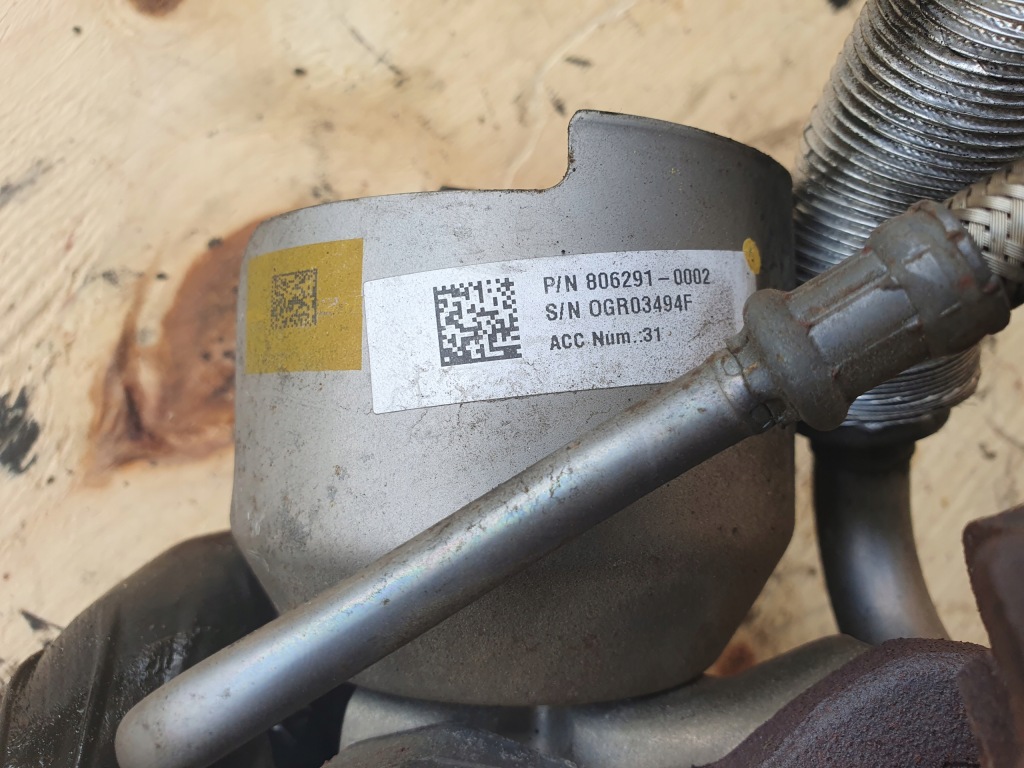 P/N 806291-0002
S/N 0GR03494F
ACC Num.:31